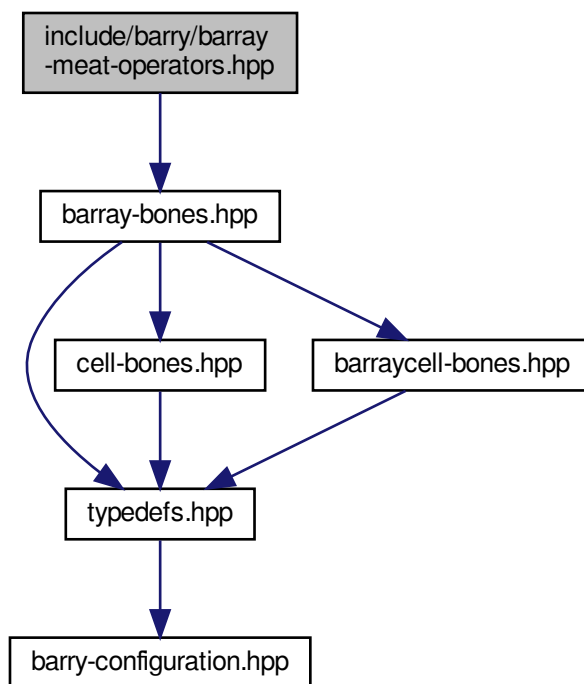 include/barry/barray
-meat-operators.hpp
barray-bones.hpp
cell-bones.hpp
barraycell-bones.hpp
typedefs.hpp
barry-configuration.hpp